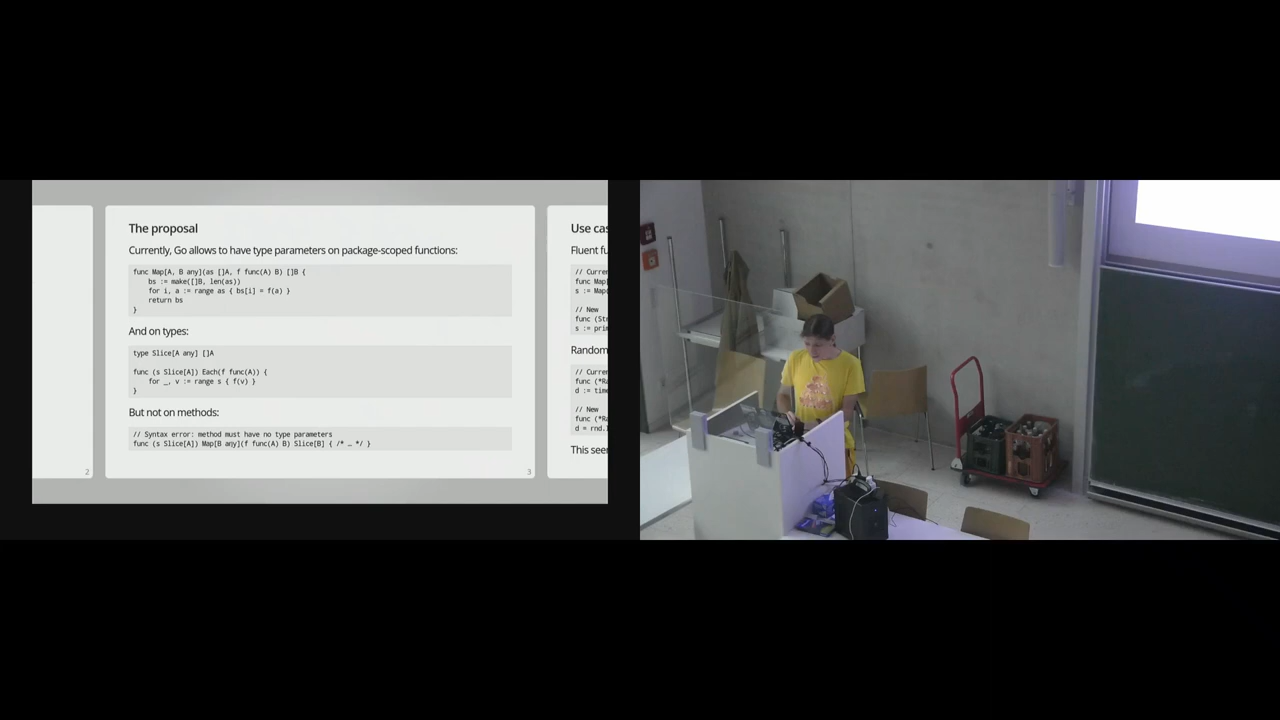 The proposal
Currently, Go allows to have type parameters on package-scoped functions:
func Map[A, B any](as []A, f func(A) B) []B {
    bs := make([]B, len(as))
    for i, a := range as { bs[i] = f(a) }
    return bs
}
And on types:
type Slice[A any] []A
func (s Slice[A]) Each(f func(A)) {
    for _, v := range s { f(v) }
}
But not on methods:
// Syntax error: method must have no type parameters
func (s Slice[A]) Map[B any](f func(A) B) Slice[B] { /* … */ }
2
3
Use cas
Fluent fu
// Curren
func Map[
s := Map(
// New
func (Str
s := prim
Random
// Curren
func (*Ra
d := time
// New
func (*Ra
d = rnd.
This seem